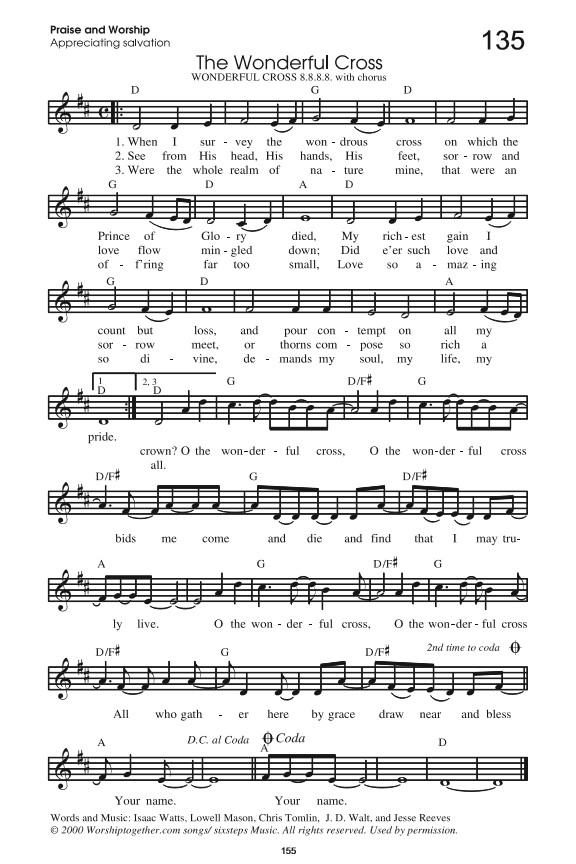 Praise and Worship
Appreciating salvation
135
The Wonderful Cross
WONDERFUL CROSS 8.8.8.8. with chorus
D G D
1. When I sur - vey the won - drous cross on which the
2. See from His head, His hands, His feet, sor - row and
3. Were the whole realm of na - ture mine, that were an
G D A D
Prince of Glo - ry died, My rich - est gain I
love flow min - gled down; Did e'er such love and
of - f'ring far too small, Love so a - maz - ing
G D A
count but loss, and pour con - tempt on all my
sor - row meet, or thorns com - pose so rich a
so di - vine, de - mands my soul, my life, my
1. 2, 3
D D G D/F# G
pride.
crown? O the won - der - ful cross, O the won - der - ful cross
all.
D/F# G D/F#
bids me come and die and find that I may tru-
A G D/F# G
ly live. O the won - der - ful cross, O the won - der - ful cross
2nd time to coda
D/F# G D/F#
All who gath - er here by grace draw near and bless
A D.C. al Coda Coda
A D
Your name. Your name.
Words and Music: Isaac Watts, Lowell Mason, Chris Tomlin, J. D. Walt, and Jesse Reeves
© 2000 Worshiptogether.com songs/ sixsteps Music. All rights reserved. Used by permission.
155